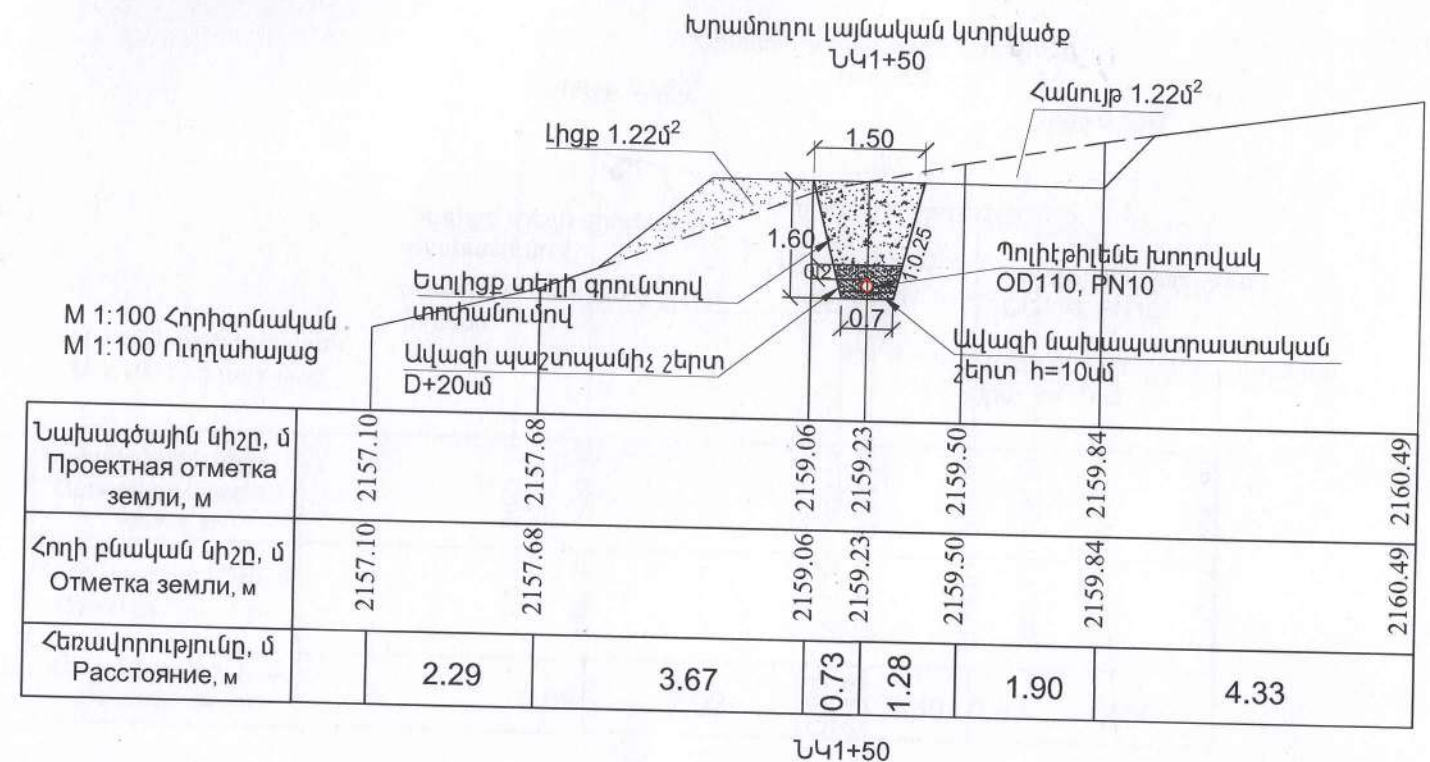 Խրամուղու լայնական կտրվածք
ՆԿ1+50
Հանույթ 1.22մ²
Լիցք 1.22մ²
1.50
1.60
0.2
1:0.25
0.7
Պոլիէթիլենե խողովակ
OD110, PN10
Ետլիցք տեղի գրունտով
տոփանումով
Ավազի պաշտպանիչ շերտ
D+20սմ
Ավազի նախապատրաստական
շերտ h=10սմ
M 1:100 Հորիզոնական
M 1:100 Ուղղահայաց
Նախագծային նիշը, մ
Проектная отметка
земли, м
2157.10
2157.68
2159.06
2159.23
2159.50
2159.84
2160.49
Հողի բնական նիշը, մ
Отметка земли, м
2157.10
2157.68
2159.06
2159.23
2159.50
2159.84
2160.49
Հեռավորությունը, մ
Расстояние, м
2.29
3.67
0.73
1.28
1.90
4.33
ՆԿ1+50